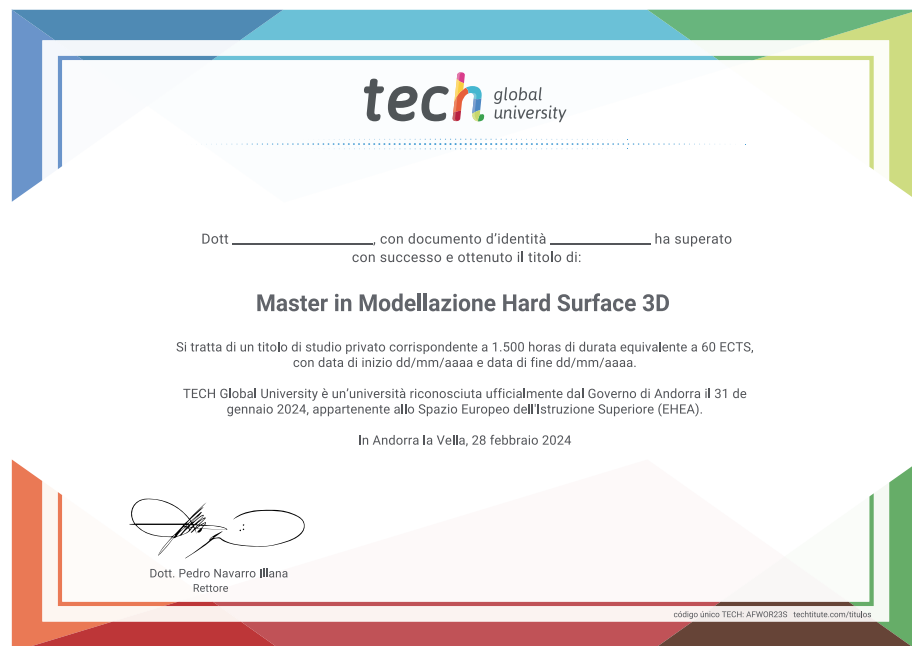 tech global university
Dott ____________, con documento d'identità ____________ ha superato
con successo e ottenuto il titolo di:
Master in Modellazione Hard Surface 3D
Si tratta di un titolo di studio privato corrispondente a 1.500 horas di durata equivalente a 60 ECTS,
con data di inizio dd/mm/aaaa e data di fine dd/mm/aaaa.
TECH Global University è un'università riconosciuta ufficialmente dal Governo di Andorra il 31 de
gennaio 2024, appartenente allo Spazio Europeo dell'Istruzione Superiore (EHEA).
In Andorra la Vella, 28 febbraio 2024
Dott. Pedro Navarro Illana
Rettore
código único TECH: AFWOR23S techtitute.com/titulos